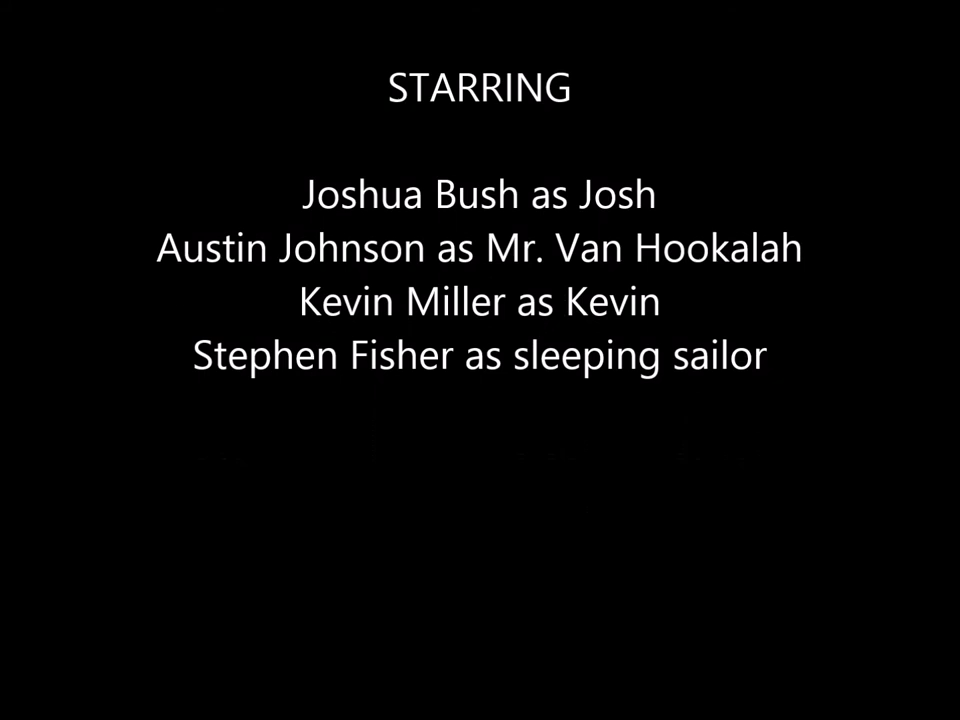 STARRING
Joshua Bush as Josh
Austin Johnson as Mr. Van Hookalah
Kevin Miller as Kevin
Stephen Fisher as sleeping sailor